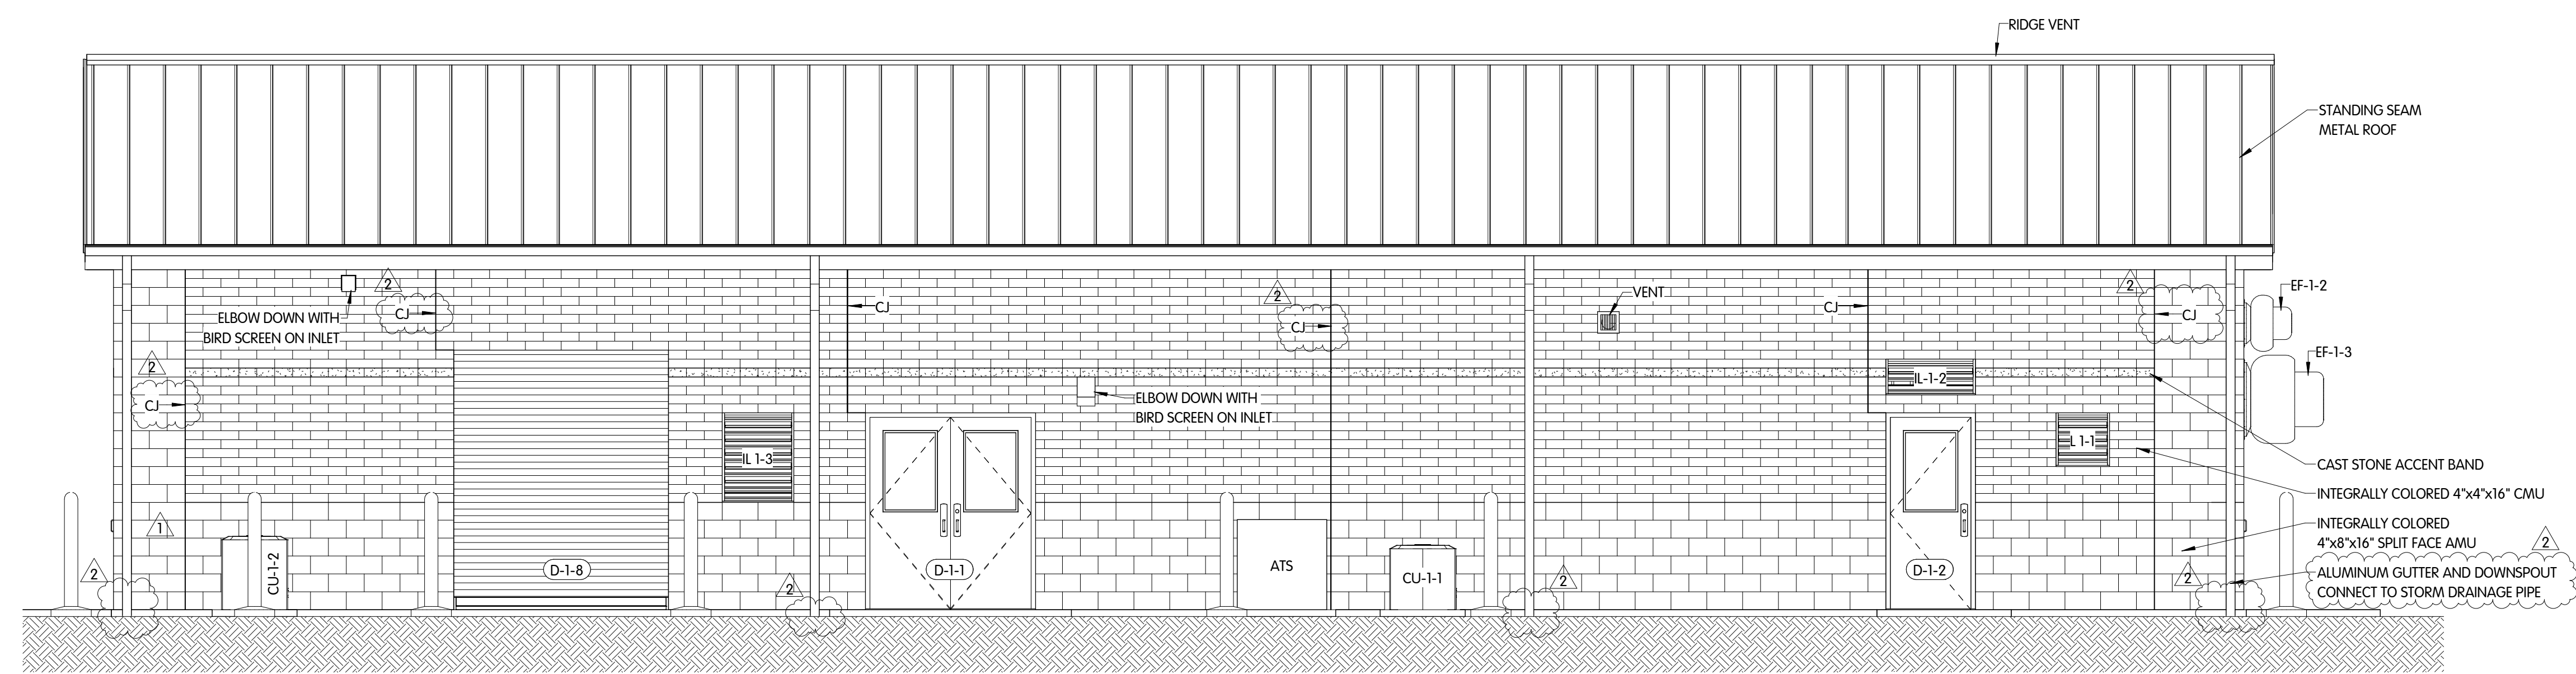 RIDGE VENT
STANDING SEAM
METAL ROOF
2
ELBOW DOWN WITH
BIRD SCREEN ON INLET
CJ
CJ
2
CJ
VENT
CJ
2
CJ
EF-1-2
EF-1-3
2
CJ
ELBOW DOWN WITH
BIRD SCREEN ON INLET
IL-1-2
IL 1-3
L 1-1
CAST STONE ACCENT BAND
INTEGRALLY COLORED 4"x4"x16" CMU
INTEGRALLY COLORED
4"x8"x16" SPLIT FACE AMU
2
ALUMINUM GUTTER AND DOWNSPOUT
CONNECT TO STORM DRAINAGE PIPE
1
2
CU-1-2
D-1-8
2
D-1-1
ATS
CU-1-1
2
D-1-2
2